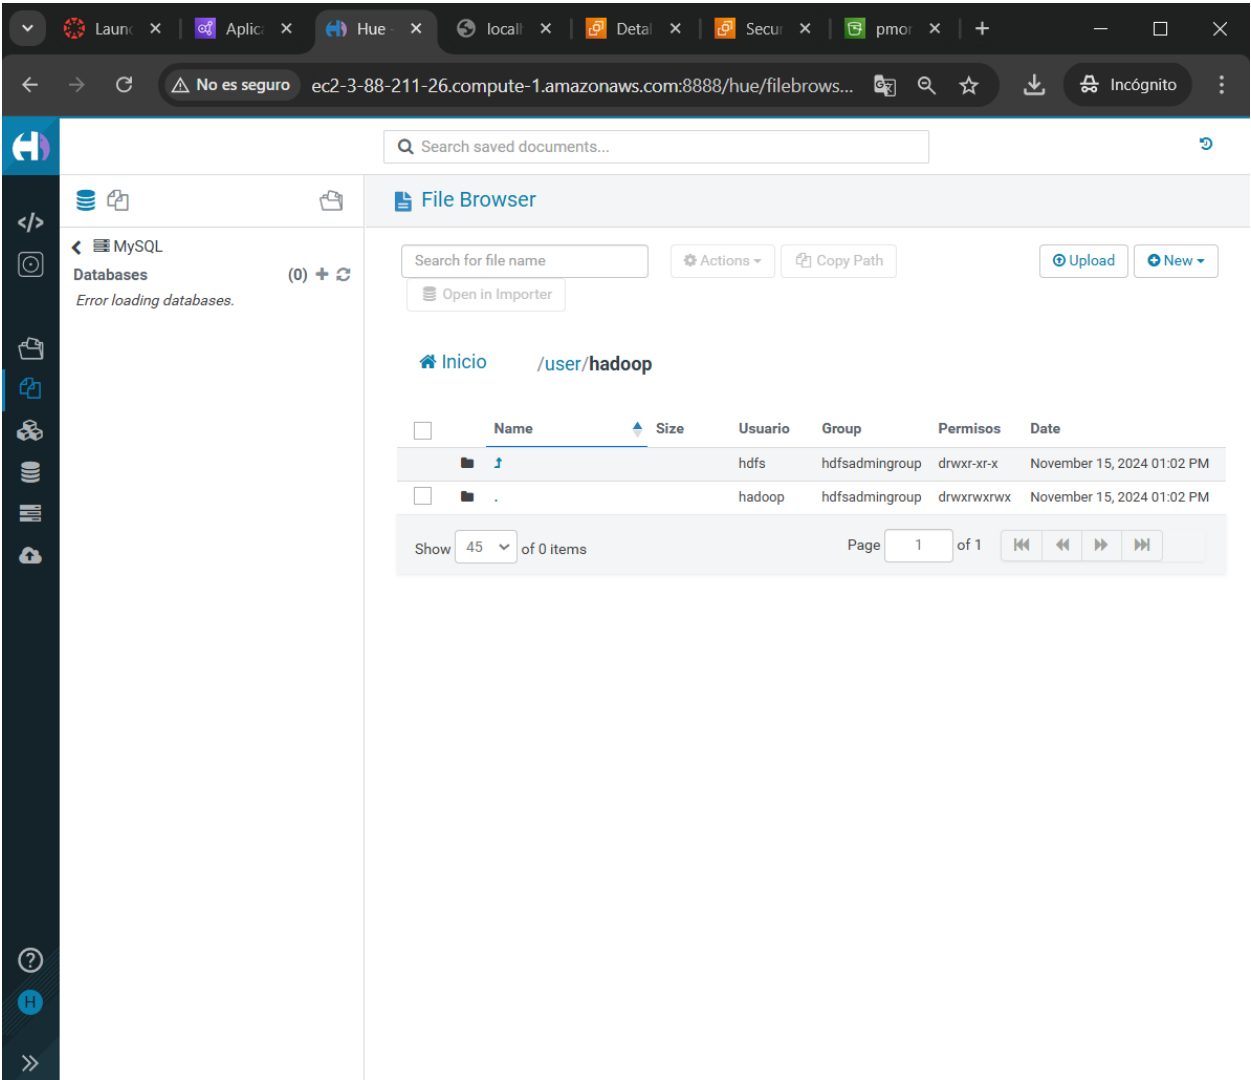 Laun
Aplica
Hue -
locall
Detal
Secur
pmor
No es seguro
ec2-3-88-211-26.compute-1.amazonaws.com:8888/hue/filebrows...
Incógnito
Search saved documents...
File Browser
MySQL
Databases (0)
Error loading databases.
Search for file name
Actions
Copy Path
Upload
New
Open in Importer
Inicio
/user/hadoop
Name Size Usuario Group Permisos Date
hdfs hdfsadmingroup drwxr-xr-x November 15, 2024 01:02 PM
. hadoop hdfsadmingroup drwxrwxrwx November 15, 2024 01:02 PM
Show 45 of 0 items
Page 1 of 1
H